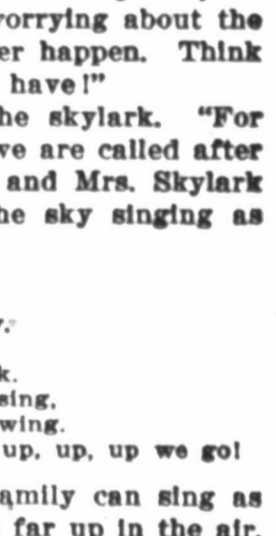 orrying about the
er happen. Think
have!"
he skylark. "For
ve are called after
and Mrs. Skylark
he sky singing as
y.
k.
sing,
wing.
up, up, up we go!
amily can sing as
far up in the air.